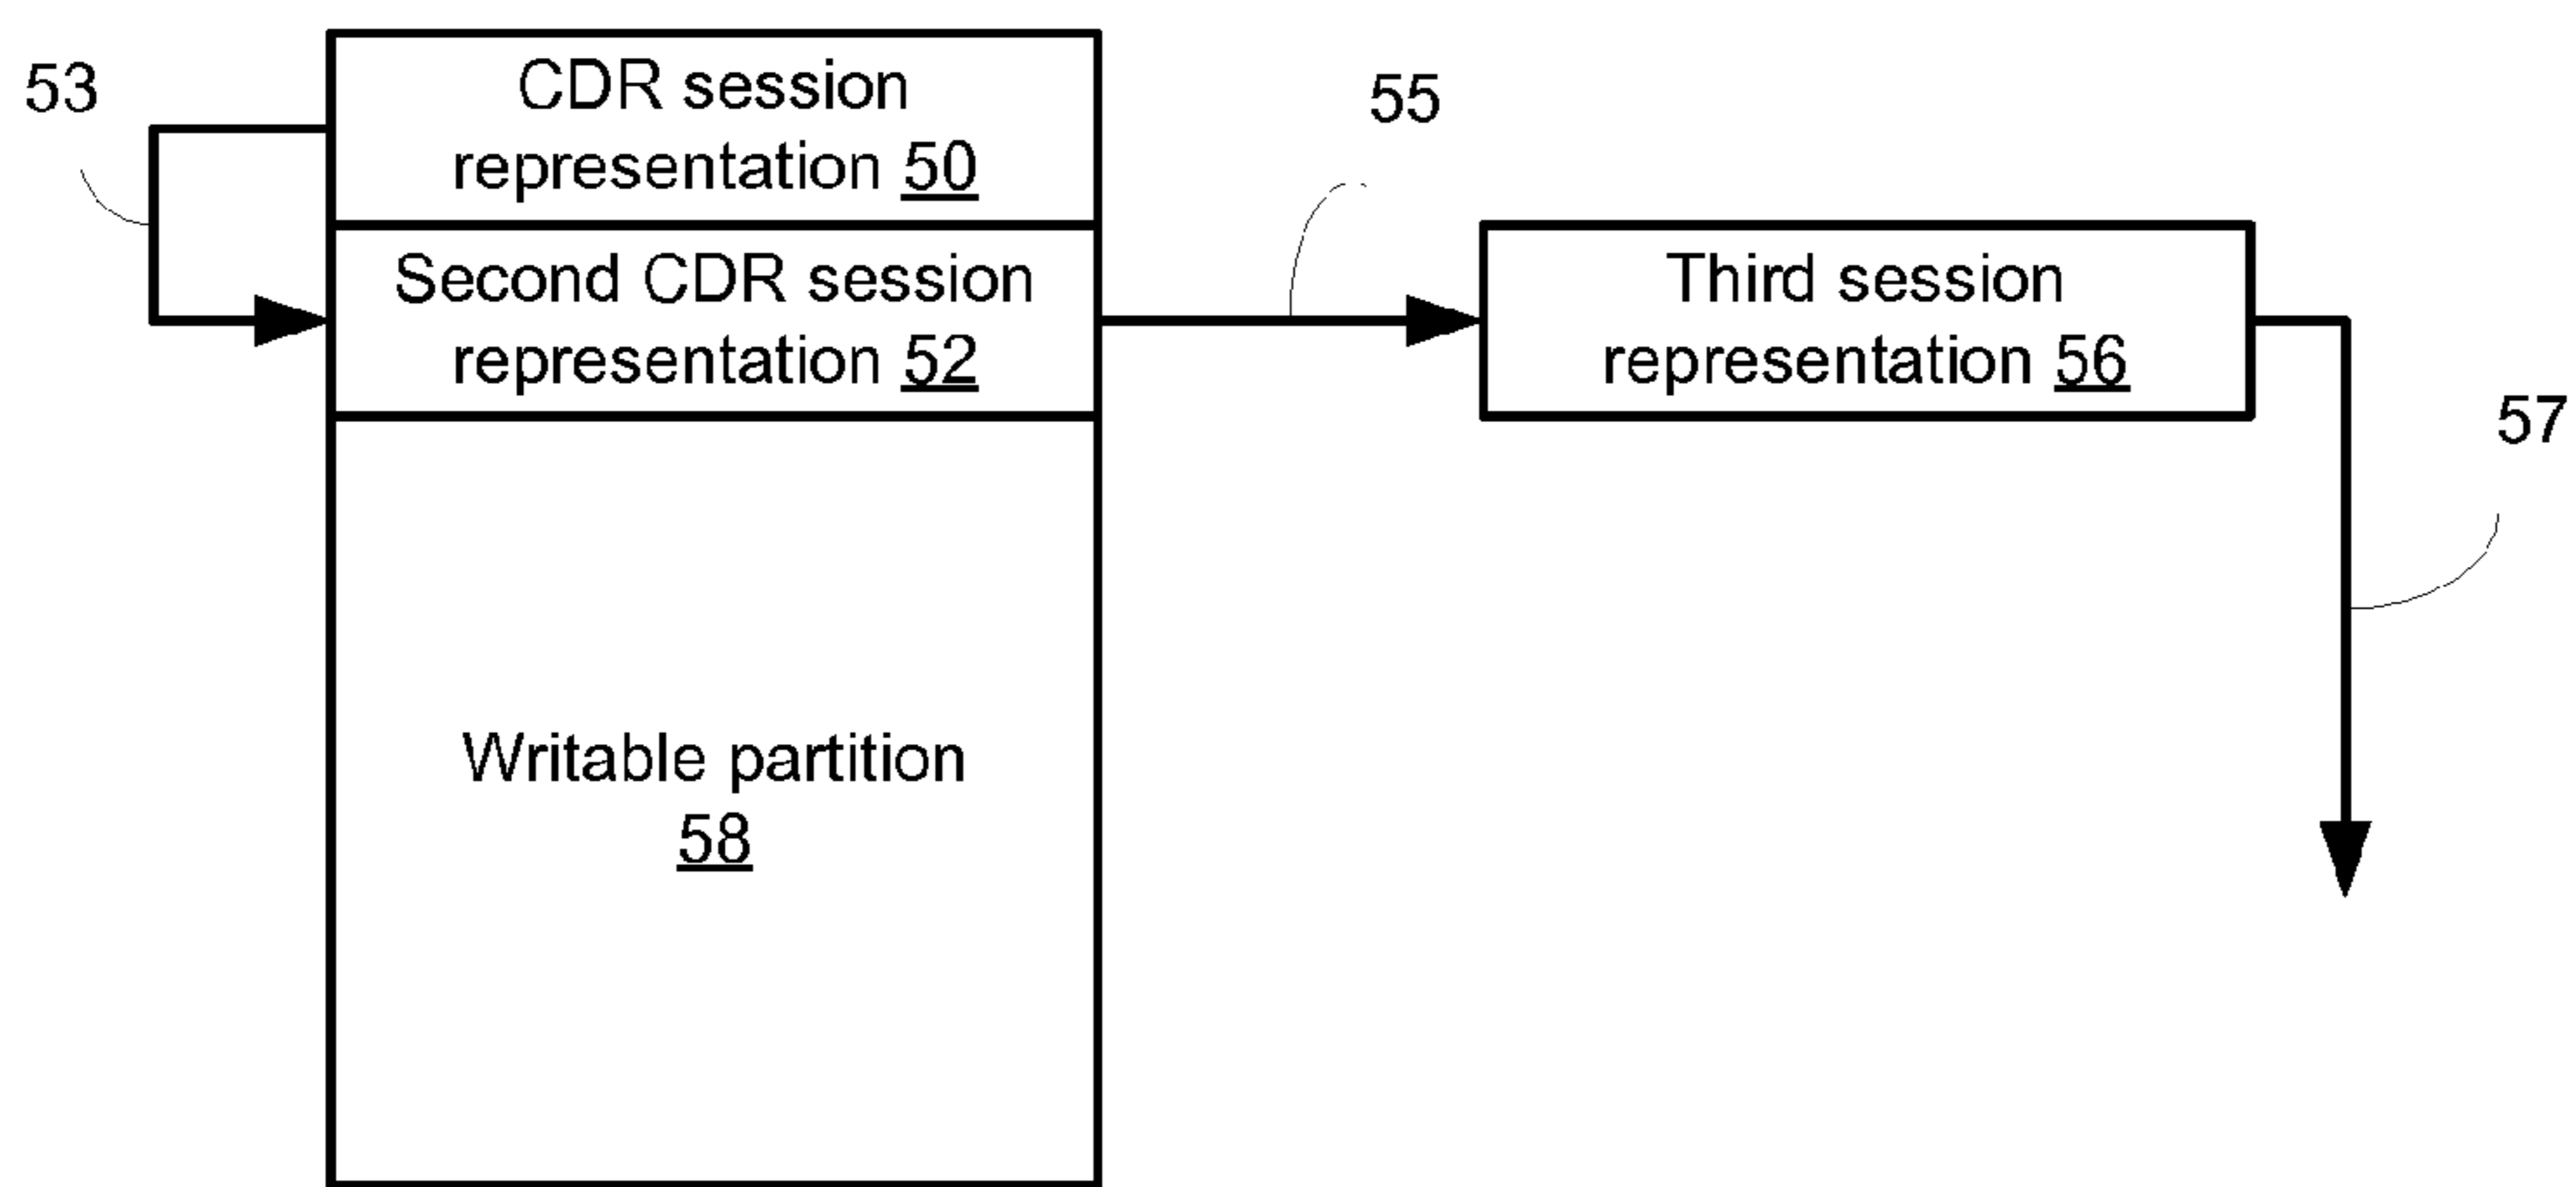 53
CDR session
representation 50
55
Second CDR session
representation 52
Third session
representation 56
57
Writable partition
58